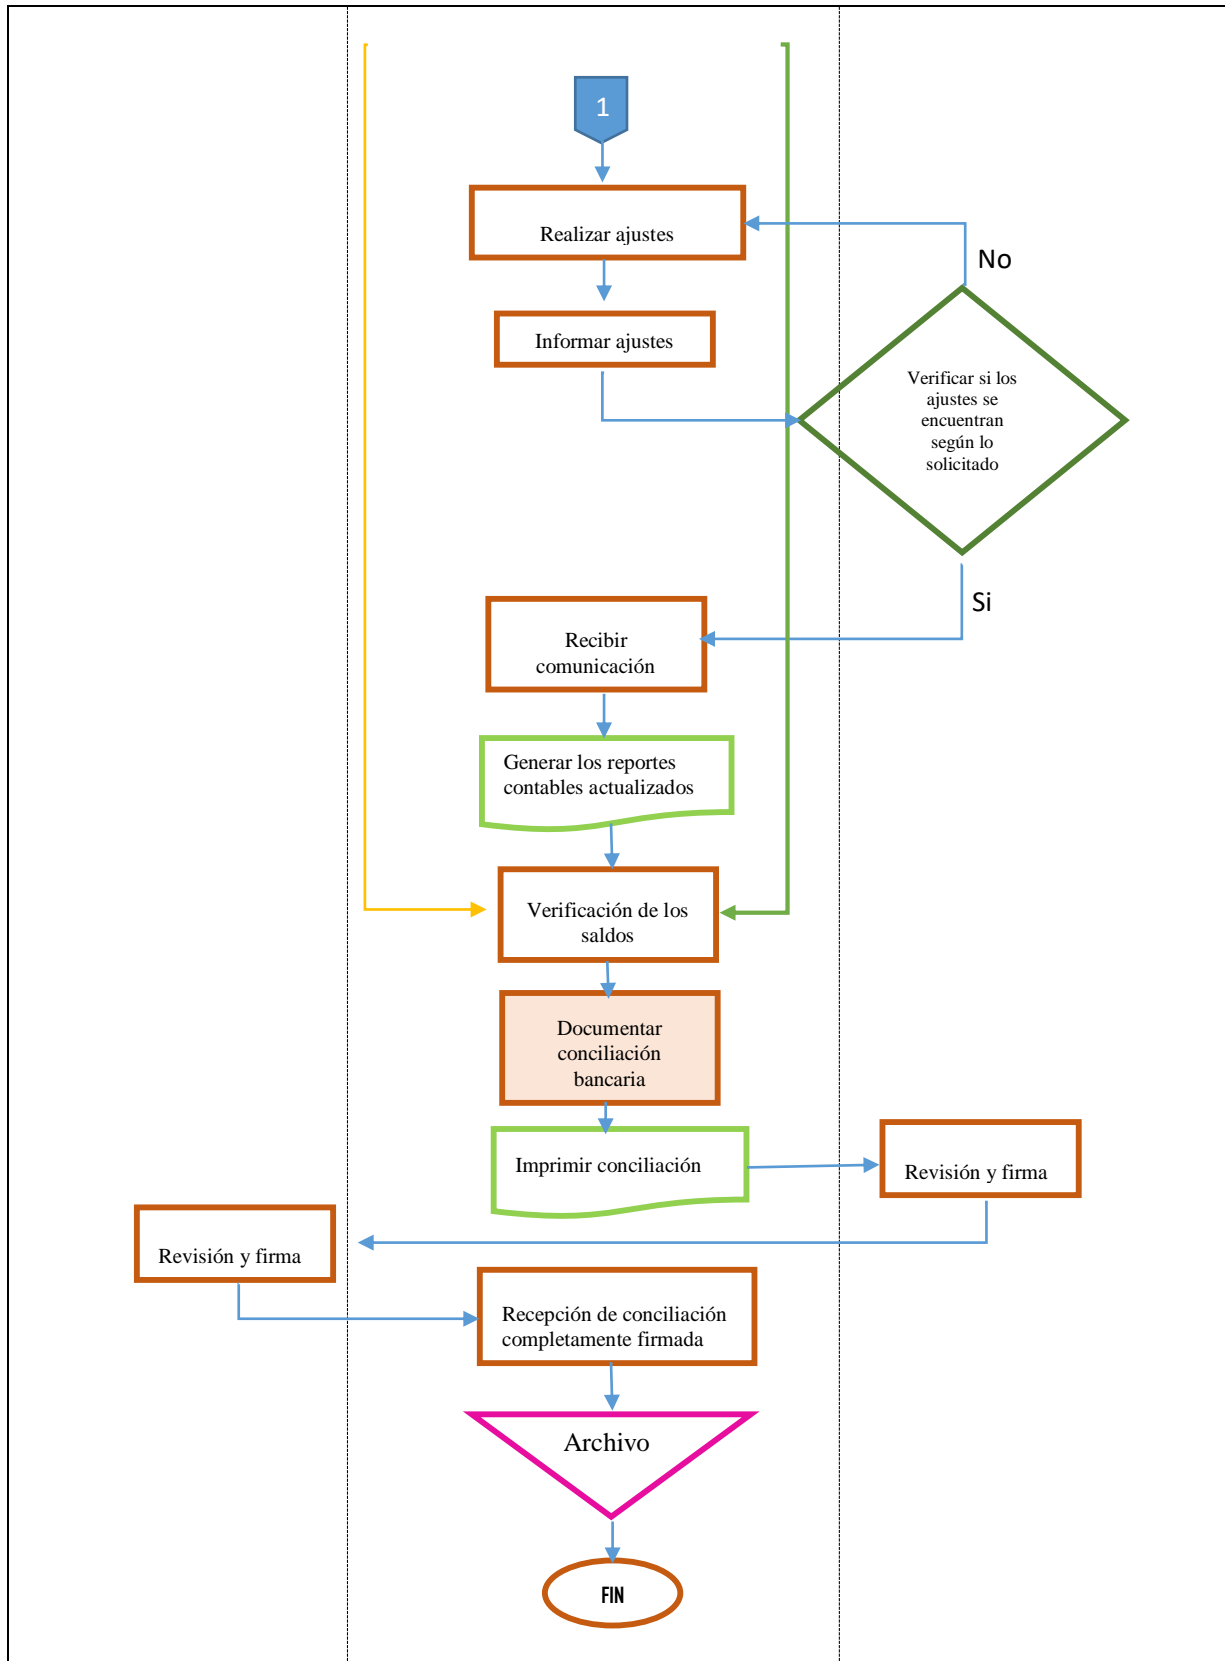 1
Realizar ajustes
No
Informar ajustes
Verificar si los
ajustes se
encuentran
según lo
solicitado
Si
Recibir
comunicación
Generar los reportes
contables actualizados
Verificación de los
saldos
Documentar
conciliación
bancaria
Imprimir conciliación
Revisión y firma
Revisión y firma
Recepción de conciliación
completamente firmada
Archivo
FIN